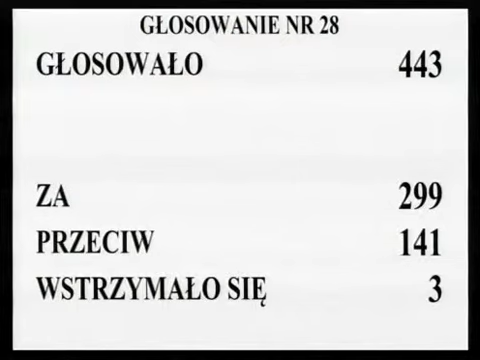 GŁOSOWANIE NR 28
GŁOSOWAŁO 443
ZA 299
PRZECIW 141
WSTRZYMAŁO SIĘ 3